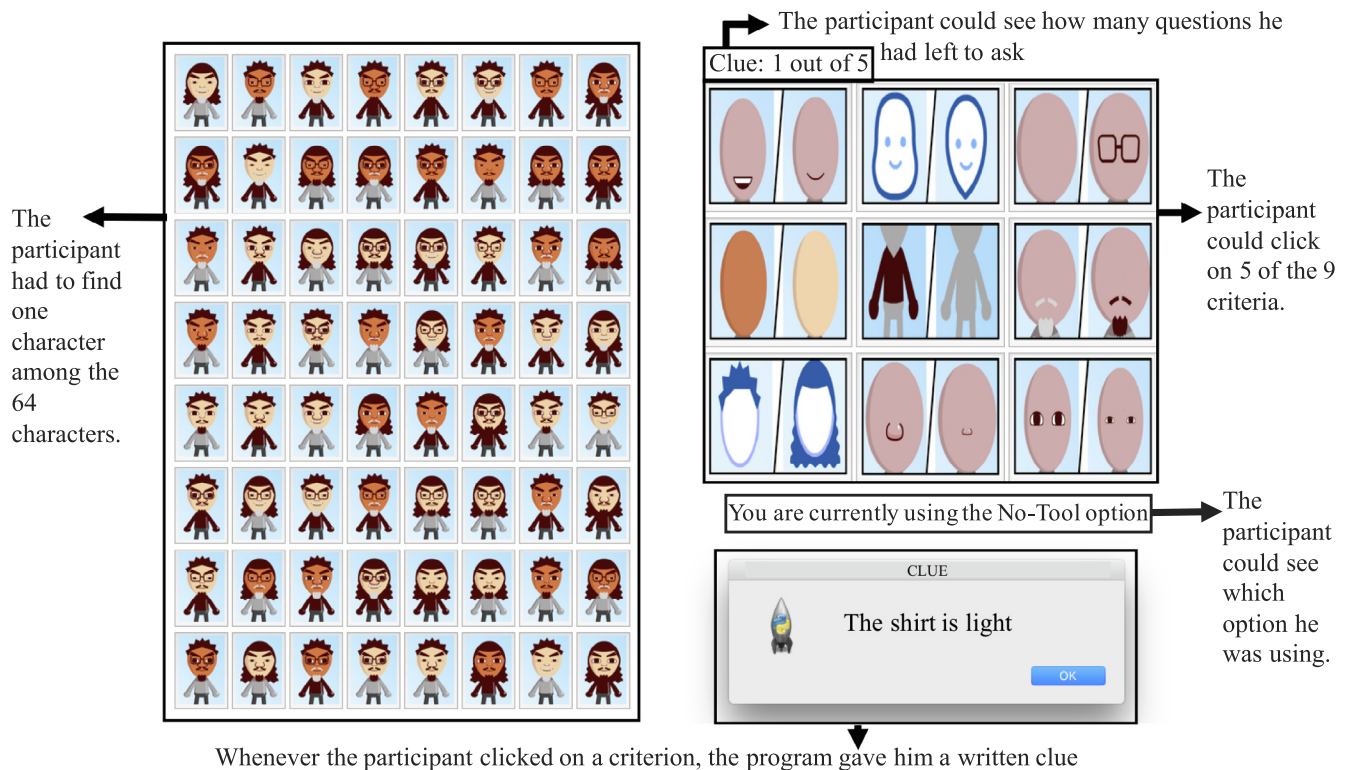 The participant could see how many questions he
had left to ask
Clue: 1 out of 5
The
participant
had to find
one
character
among the
64
characters.
The
participant
could click
on 5 of the 9
criteria.
You are currently using the No-Tool option
The
participant
could see
which
option he
was using.
CLUE
The shirt is light
OK
Whenever the participant clicked on a criterion, the program gave him a written clue